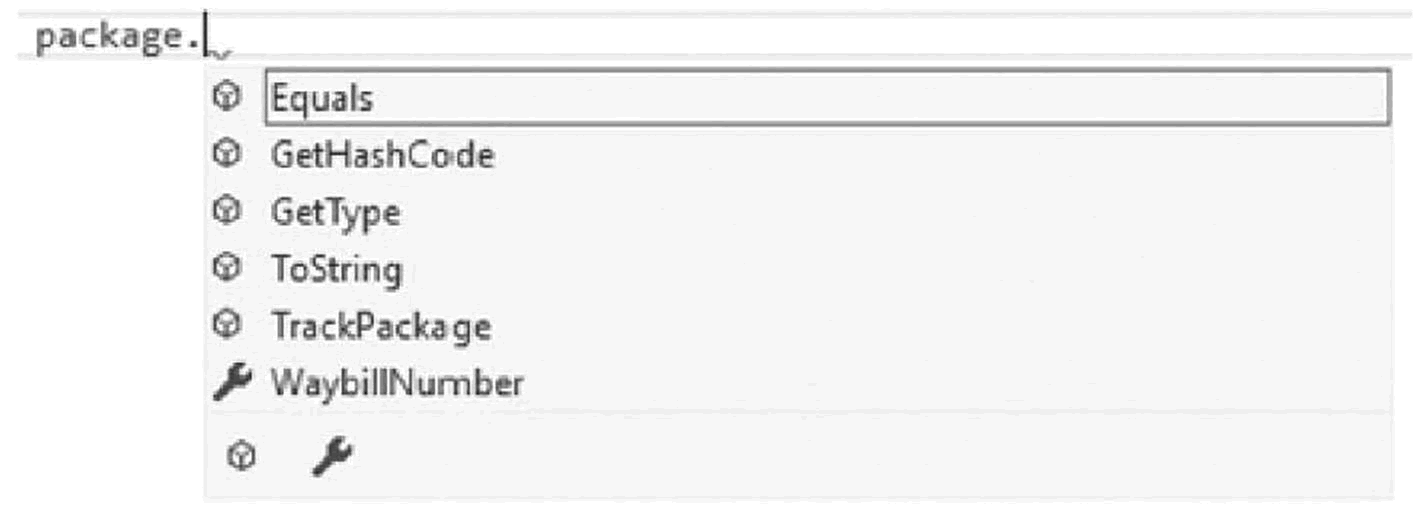 package.
Equals
GetHashCode
GetType
ToString
TrackPackage
WaybillNumber